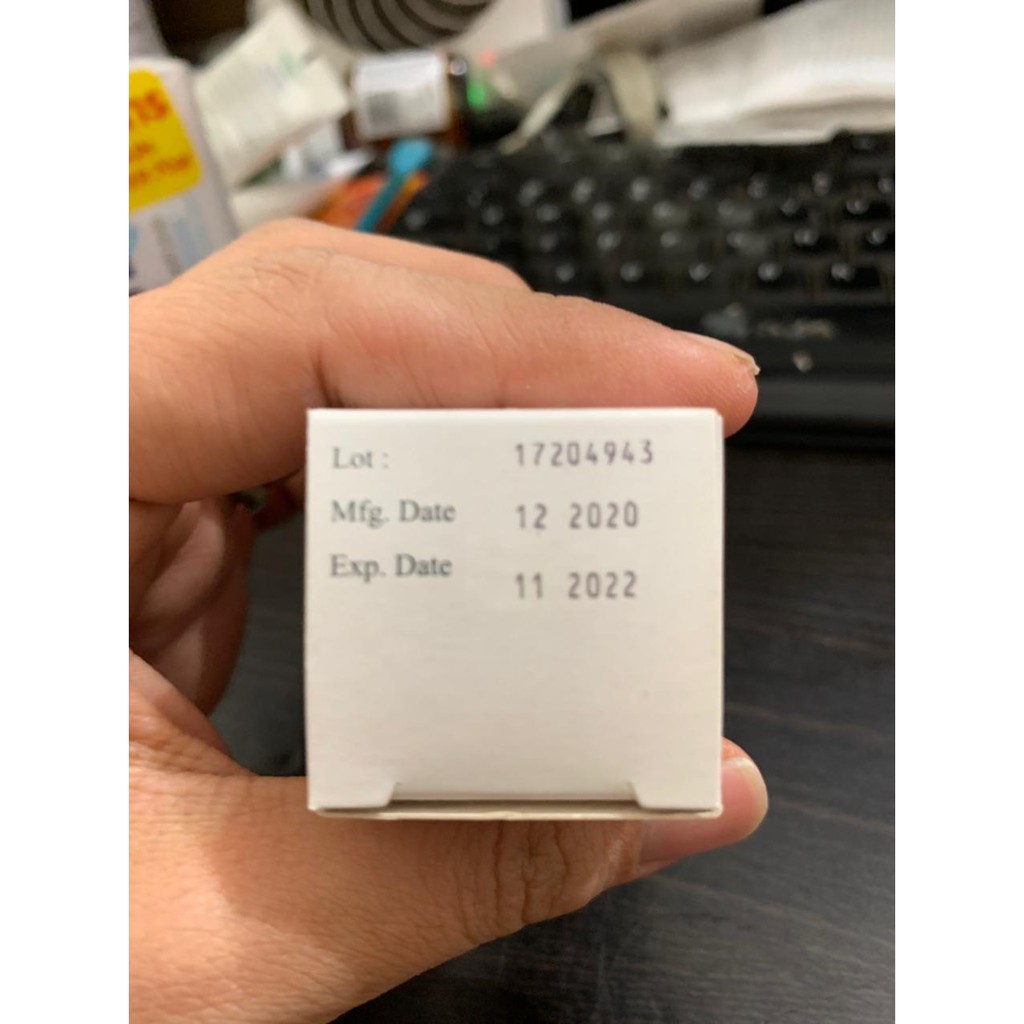 Lot : 17204943
Mfg. Date 12 2020
Exp. Date 11 2022